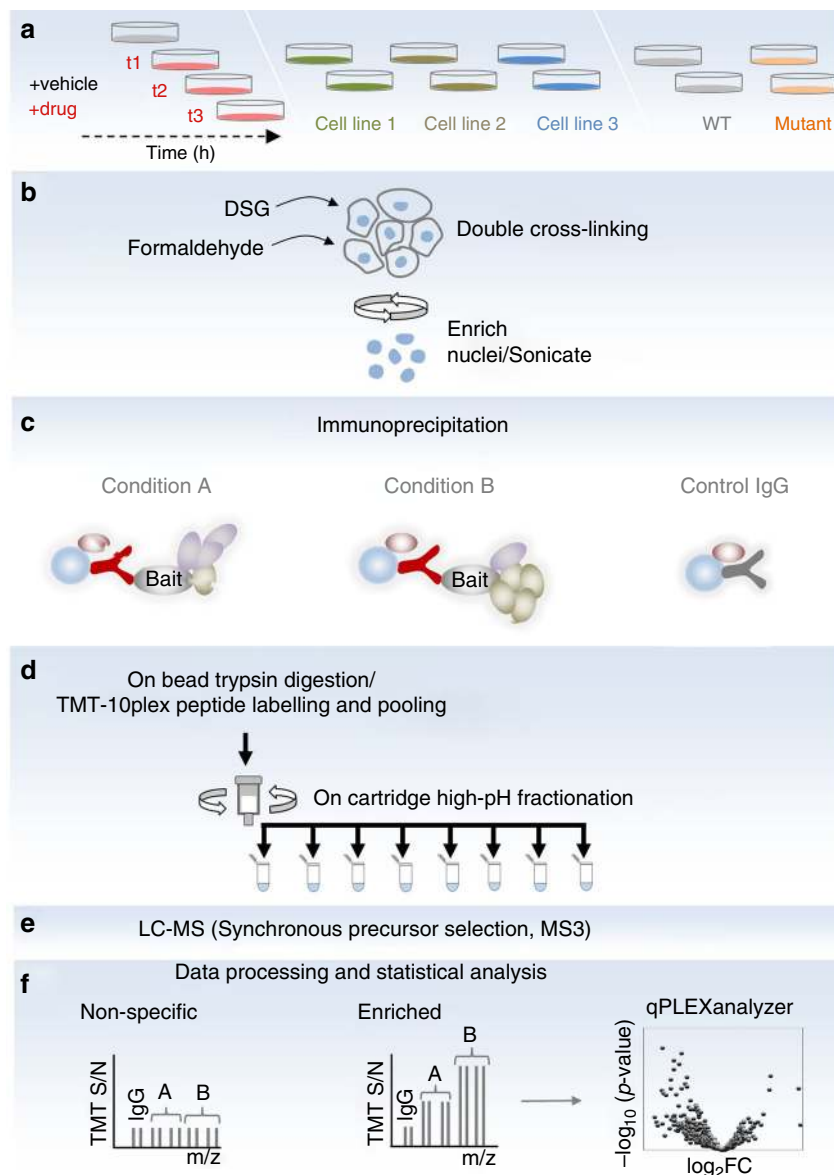 a
+vehicle
+drug
t1
t2
t3
Time (h)
Cell line 1
Cell line 2
Cell line 3
WT
Mutant
b
DSG
Formaldehyde
Double cross-linking
Enrich
nuclei/Sonicate
c
Immunoprecipitation
Condition A
Condition B
Control IgG
Bait
Bait
d
On bead trypsin digestion/
TMT-10plex peptide labelling and pooling
On cartridge high-pH fractionation
e
LC-MS (Synchronous precursor selection, MS3)
f
Data processing and statistical analysis
Non-specific
TMT S/N
IgG
A
B
m/z
Enriched
TMT S/N
IgG
A
B
m/z
qPLEXanalyzer
–log₁₀ (p-value)
log₂FC